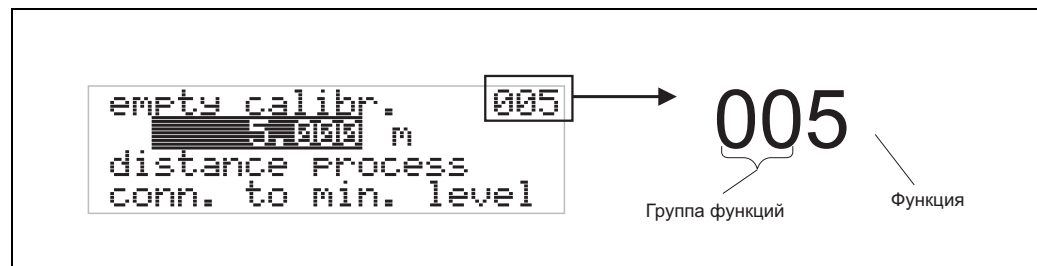 empty calibr. 005
5.000 m
distance process
conn. to min. level
005
Группа функций
Функция